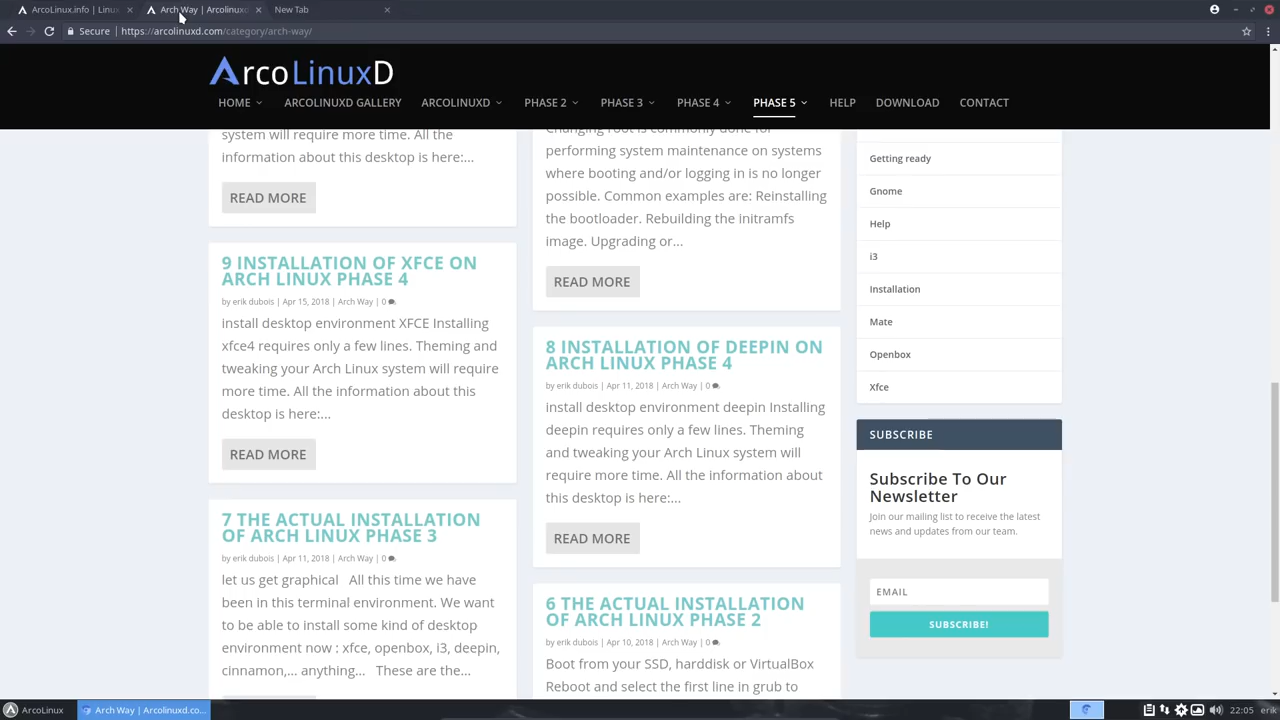 ArcoLinux.info | Linux
Arch Way | Arcolinuxd
New Tab
Secure | https://arcolinuxd.com/category/arch-way/
ArcoLinuxD
HOME
ARCOLINUXD GALLERY
ARCOLINUXD
PHASE 2
PHASE 3
PHASE 4
PHASE 5
HELP
DOWNLOAD
CONTACT
system will require more time. All the
information about this desktop is here:...
READ MORE
9 INSTALLATION OF XFCE ON
ARCH LINUX PHASE 4
by erik dubois | Apr 15, 2018 | Arch Way | 0
install desktop environment XFCE Installing
xfce4 requires only a few lines. Theming and
tweaking your Arch Linux system will require
more time. All the information about this
desktop is here:...
READ MORE
7 THE ACTUAL INSTALLATION
OF ARCH LINUX PHASE 3
by erik dubois | Apr 11, 2018 | Arch Way | 0
let us get graphical   All this time we have
been in this terminal environment. We want
to be able to install some kind of desktop
environment now : xfce, openbox, i3, deepin,
cinnamon,... anything...   These are the...
Changing root is commonly done for
performing system maintenance on systems
where booting and/or logging in is no longer
possible. Common examples are: Reinstalling
the bootloader. Rebuilding the initramfs
image. Upgrading or...
READ MORE
8 INSTALLATION OF DEEPIN ON
ARCH LINUX PHASE 4
by erik dubois | Apr 11, 2018 | Arch Way | 0
install desktop environment deepin Installing
deepin requires only a few lines. Theming
and tweaking your Arch Linux system will
require more time. All the information about
this desktop is here:...
READ MORE
6 THE ACTUAL INSTALLATION
OF ARCH LINUX PHASE 2
by erik dubois | Apr 10, 2018 | Arch Way | 0
Boot from your SSD, harddisk or VirtualBox
Reboot and select the first line in grub to
Getting ready
Gnome
Help
i3
Installation
Mate
Openbox
Xfce
SUBSCRIBE
Subscribe To Our
Newsletter
Join our mailing list to receive the latest
news and updates from our team.
EMAIL
SUBSCRIBE!
ArcoLinux
Arch Way | Arcolinuxd.co...
22:05
erik